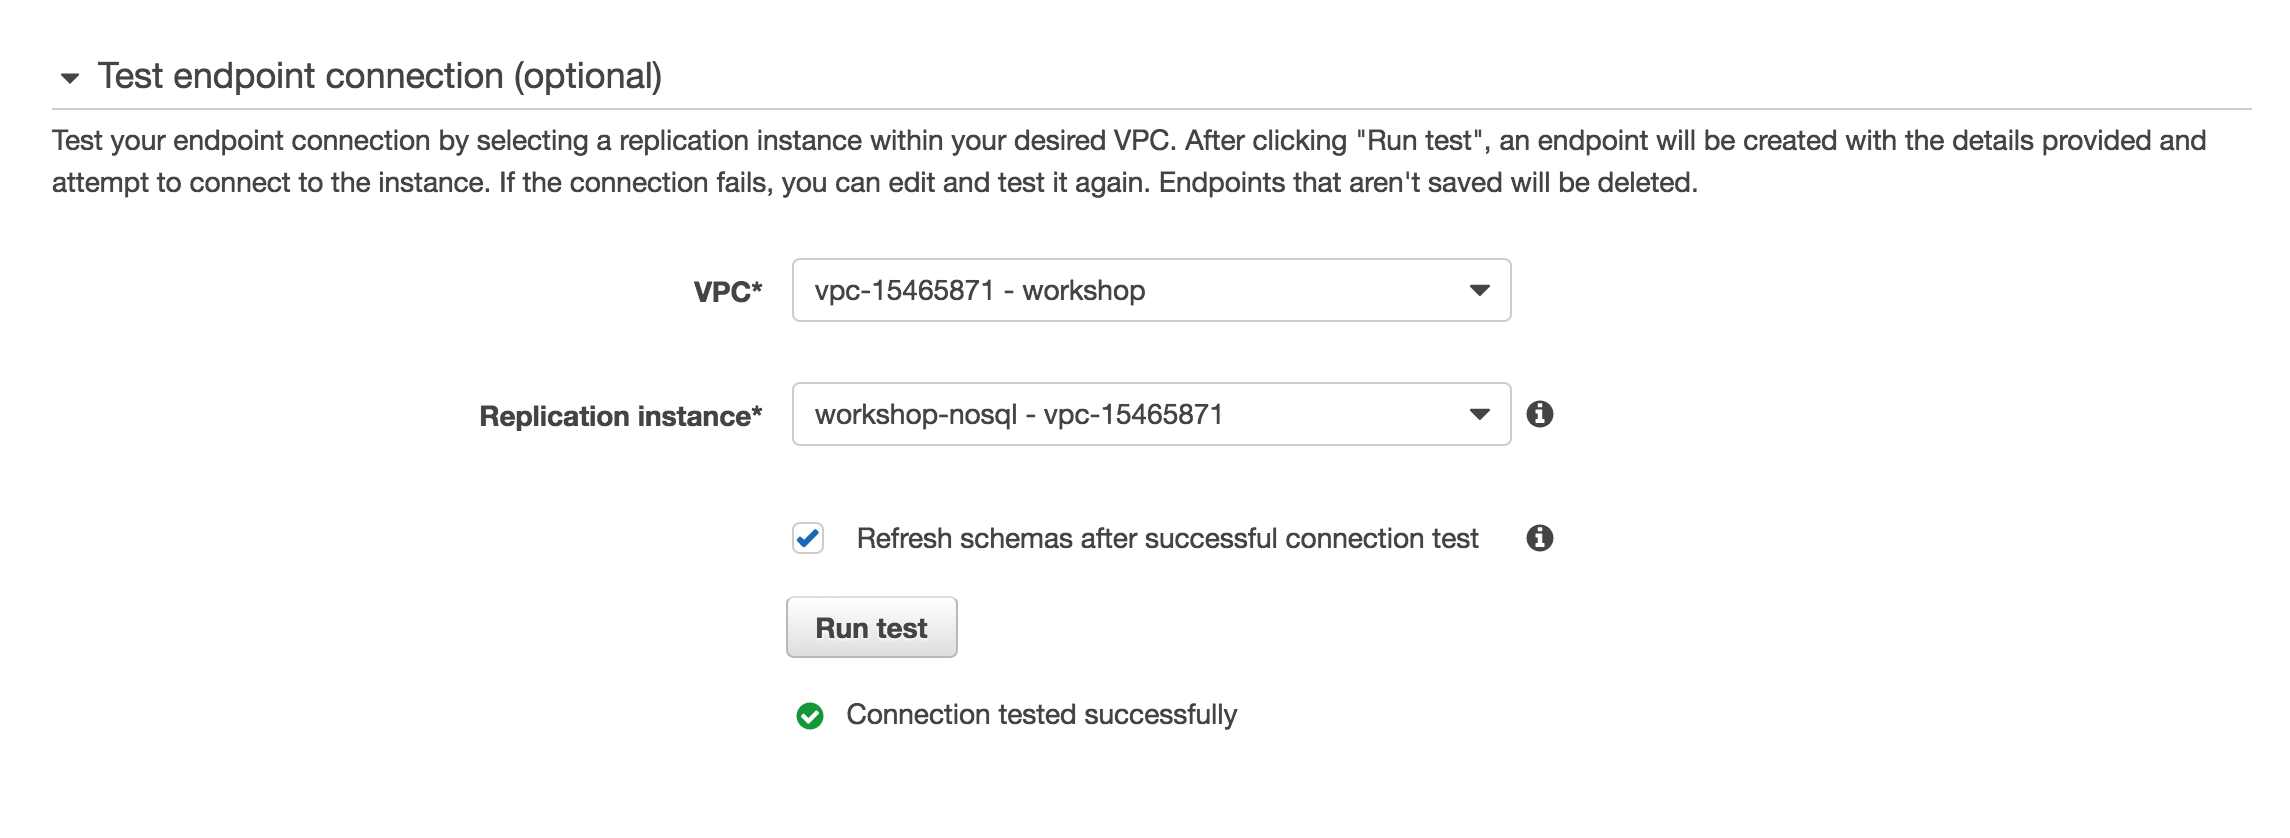 Test endpoint connection (optional)
Test your endpoint connection by selecting a replication instance within your desired VPC. After clicking "Run test", an endpoint will be created with the details provided and
attempt to connect to the instance. If the connection fails, you can edit and test it again. Endpoints that aren't saved will be deleted.
VPC* vpc-15465871 - workshop
Replication instance* workshop-nosql - vpc-15465871
Refresh schemas after successful connection test
Run test
Connection tested successfully